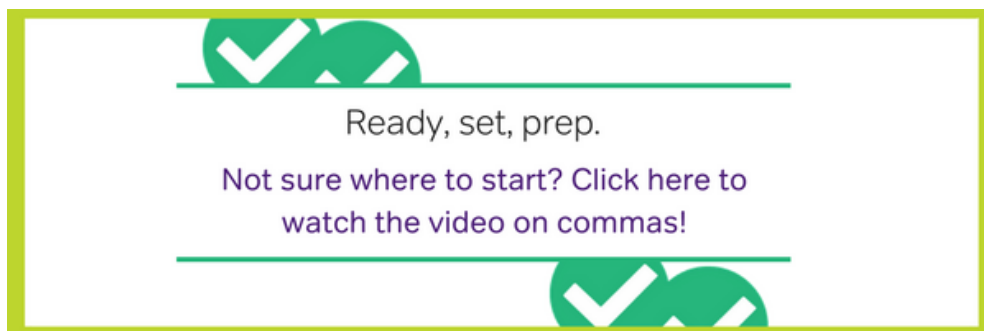 Ready, set, prep.
Not sure where to start? Click here to
watch the video on commas!